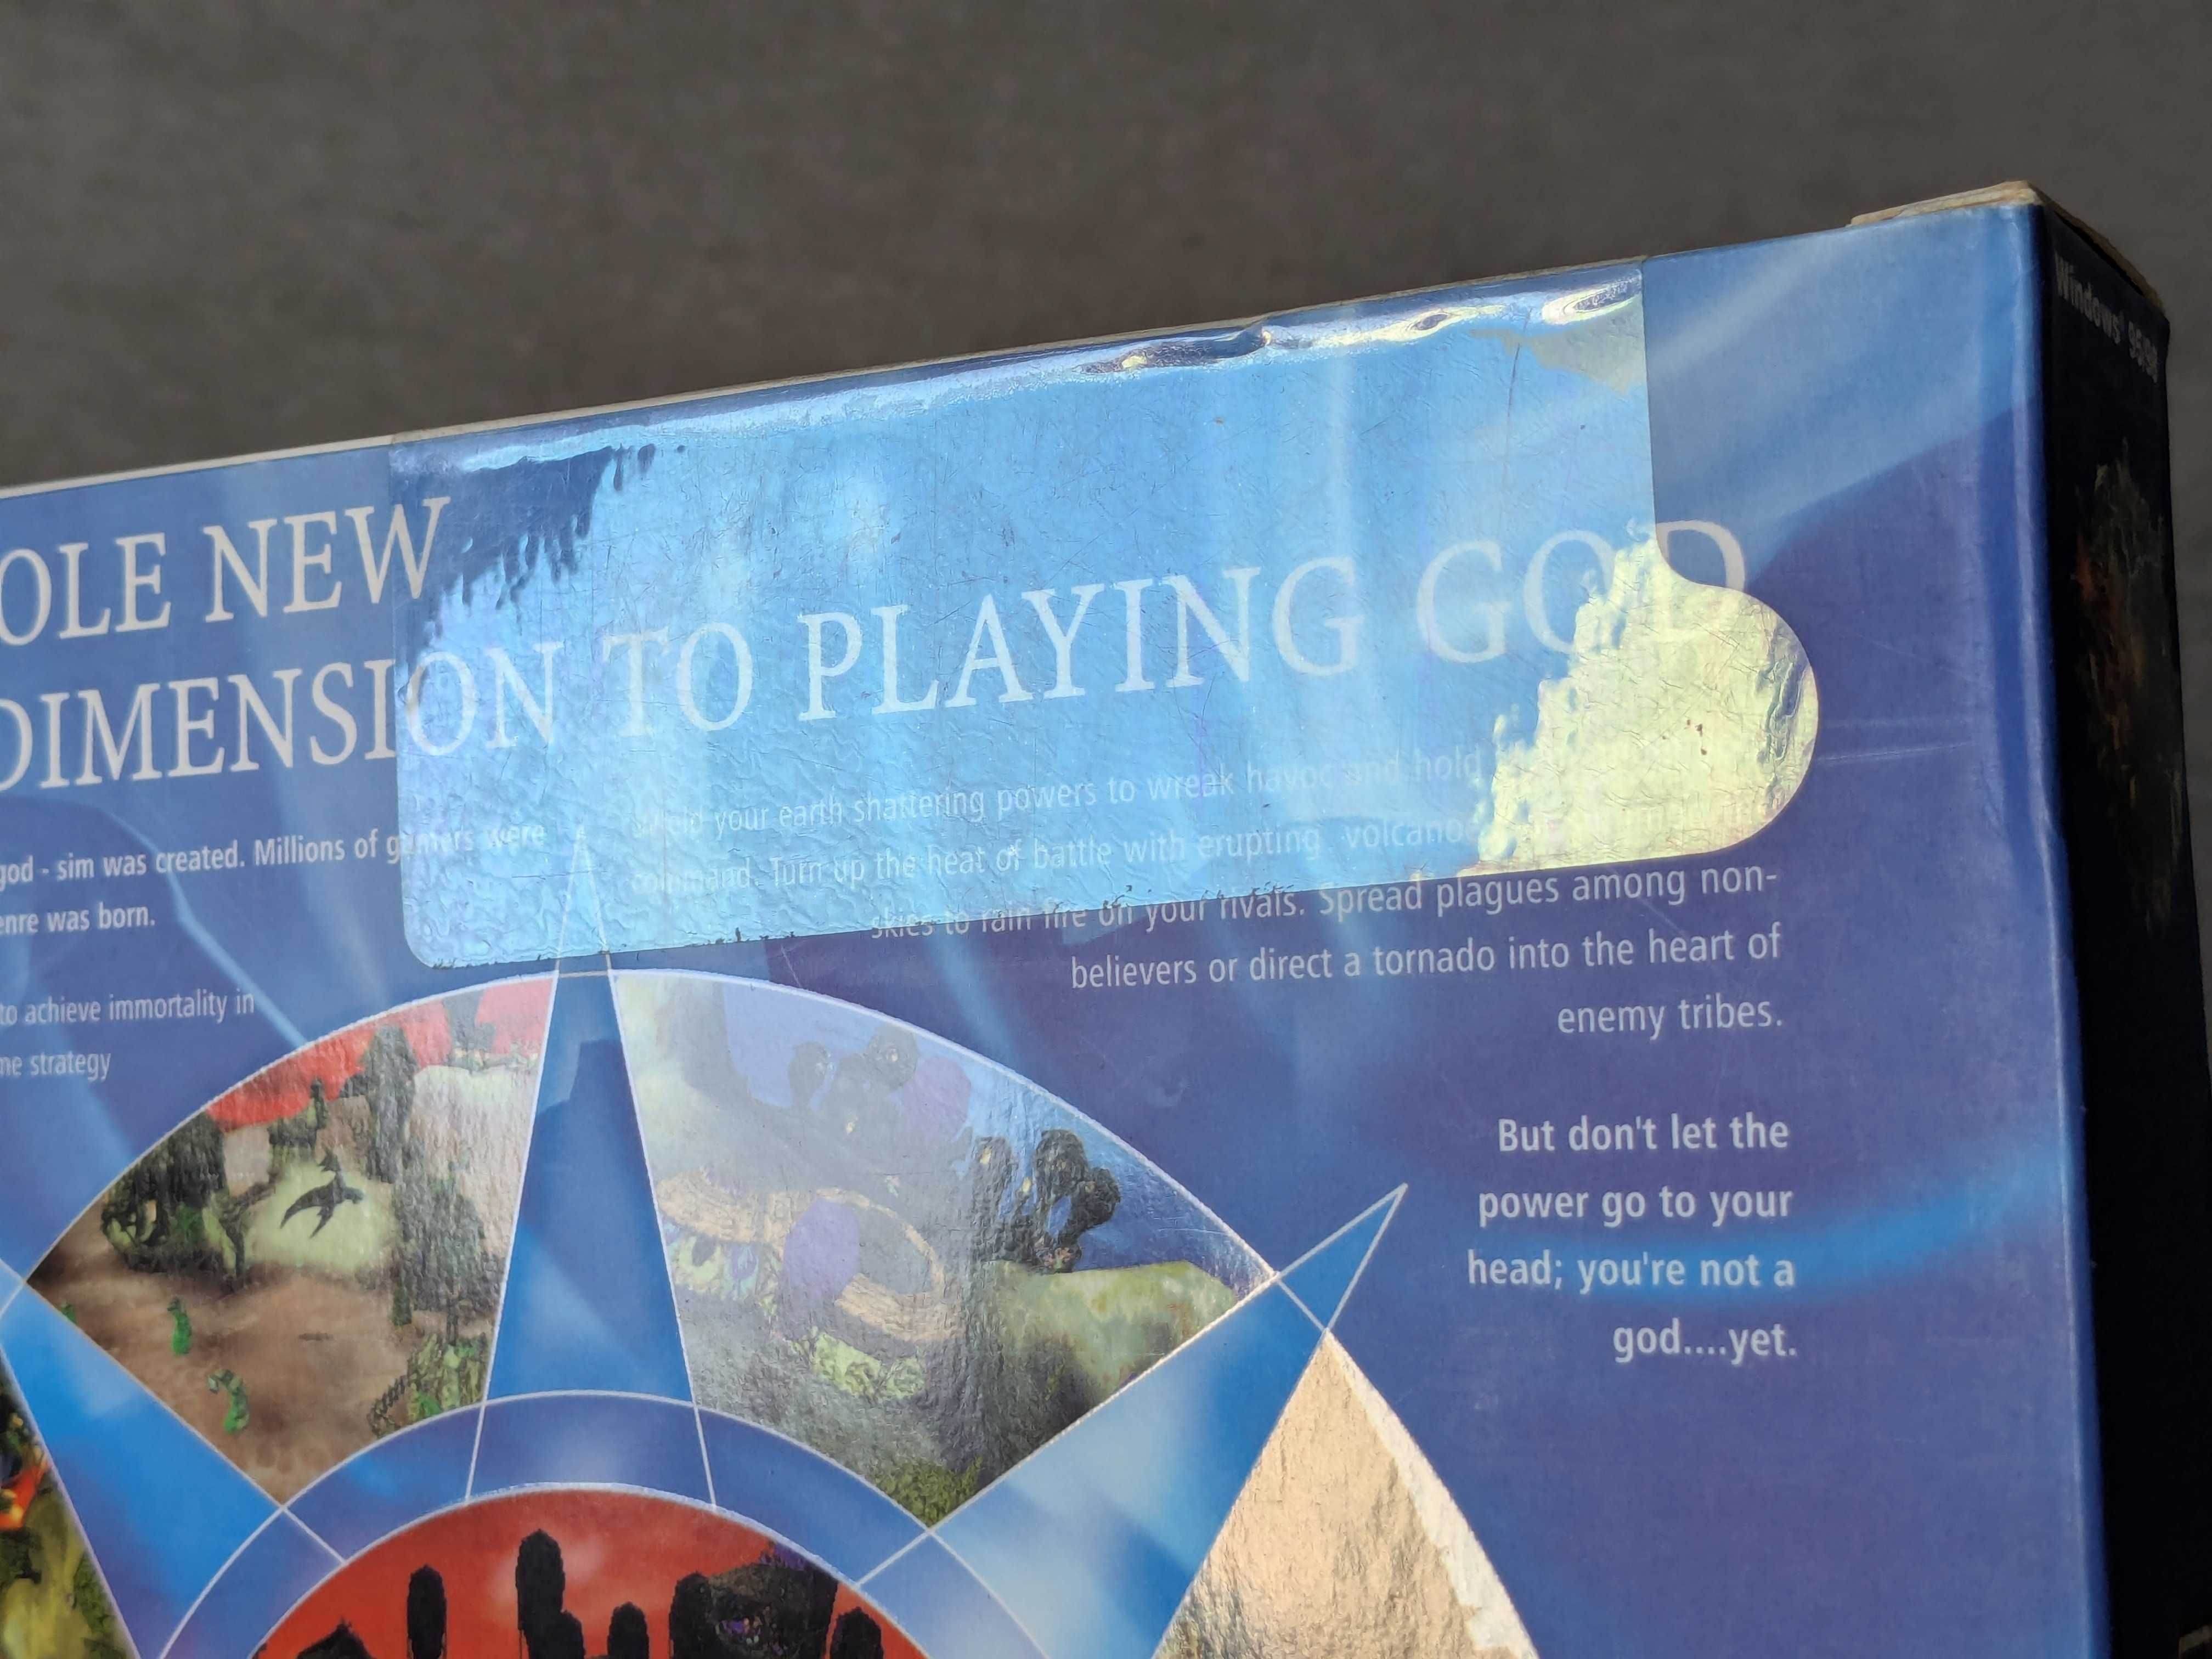 OLE NEW
DIMENSION TO PLAYING GOD
god - sim was created. Millions of gamers were
enre was born.
to achieve immortality in
me strategy
your earth shattering powers to wreak havoc and hold
command. Turn up the heat of battle with erupting volcanoe
skies to rain fire on your rivals. Spread plagues among non-
believers or direct a tornado into the heart of
enemy tribes.
But don't let the
power go to your
head; you're not a
god....yet.
Windows® 95/98